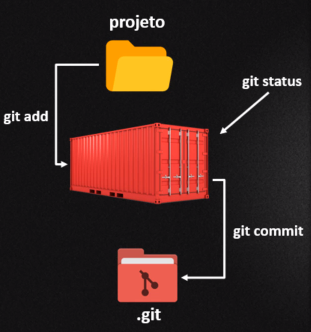 projeto
git status
git add
git commit
.git